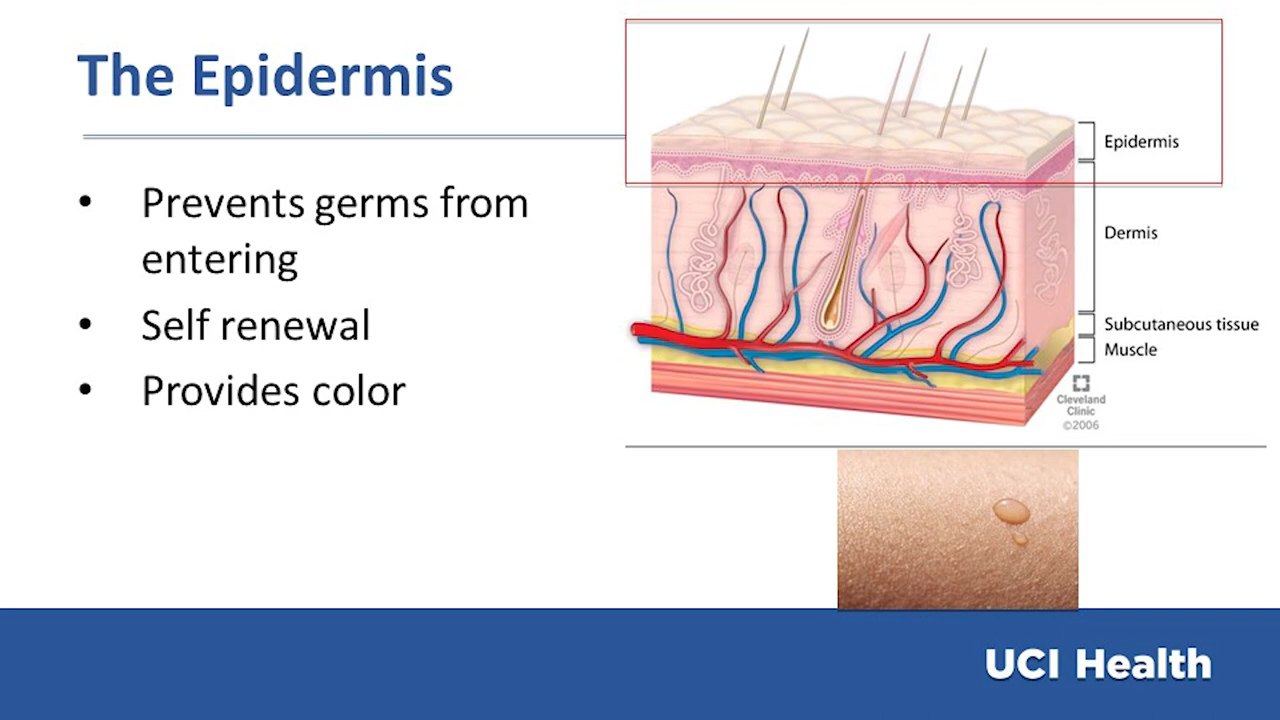 The Epidermis
• Prevents germs from
entering
• Self renewal
• Provides color
Epidermis
Dermis
Subcutaneous tissue
Muscle
Cleveland
Clinic
©2006
UCI Health